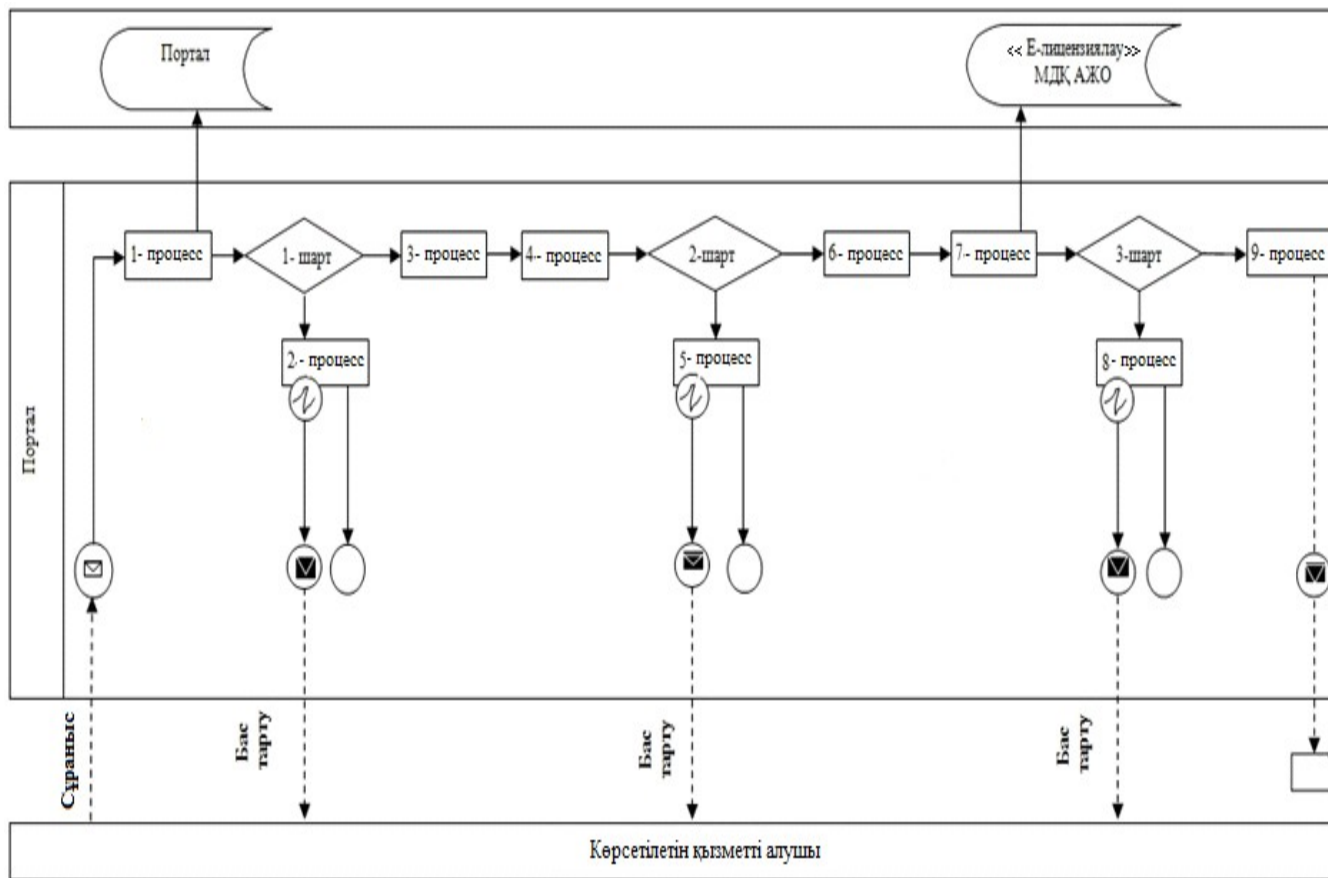 Портал
<< Е-лицензиялау>>
МДҚ АЖО
Портал
1- процесс
1- шарт
3- процесс
4- процесс
2-шарт
6- процесс
7- процесс
3-шарт
9- процесс
2- процесс
5- процесс
8- процесс
Сұраныс
Бас
тарту
Бас
тарту
Бас
тарту
Көрсетілетін қызметті алушы